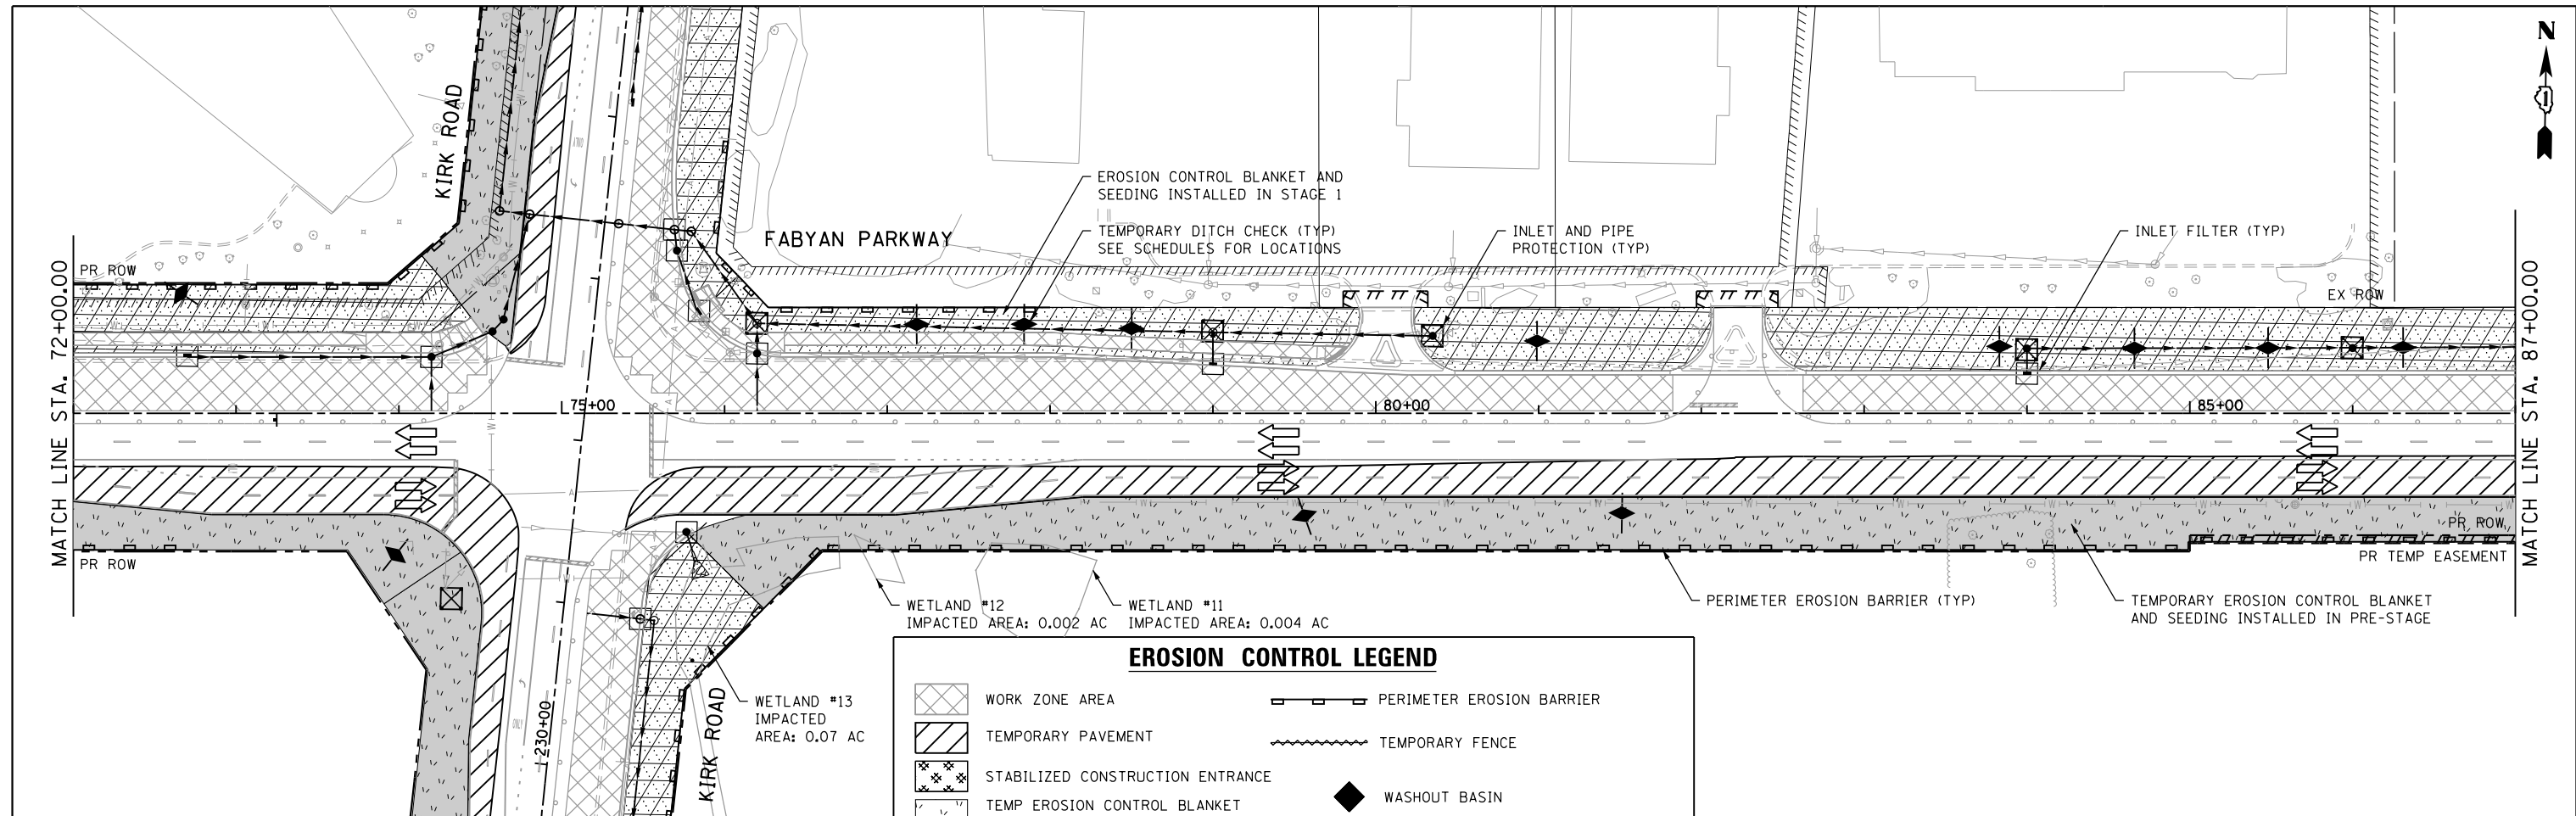 N
KIRK ROAD
EROSION CONTROL BLANKET AND
SEEDING INSTALLED IN STAGE 1
FABYAN PARKWAY
TEMPORARY DITCH CHECK (TYP)
SEE SCHEDULES FOR LOCATIONS
INLET AND PIPE
PROTECTION (TYP)
INLET FILTER (TYP)
MATCH LINE STA. 72+00.00
PR ROW
EX ROW
MATCH LINE STA. 87+00.00
75+00
80+00
85+00
PR ROW
PR ROW
PR TEMP EASEMENT
WETLAND #12
IMPACTED AREA: 0.002 AC
WETLAND #11
IMPACTED AREA: 0.004 AC
PERIMETER EROSION BARRIER (TYP)
TEMPORARY EROSION CONTROL BLANKET
AND SEEDING INSTALLED IN PRE-STAGE
WETLAND #13
IMPACTED
AREA: 0.07 AC
230+00
KIRK ROAD
ONLY
EROSION CONTROL LEGEND
WORK ZONE AREA
PERIMETER EROSION BARRIER
TEMPORARY PAVEMENT
TEMPORARY FENCE
STABILIZED CONSTRUCTION ENTRANCE
TEMP EROSION CONTROL BLANKET
WASHOUT BASIN